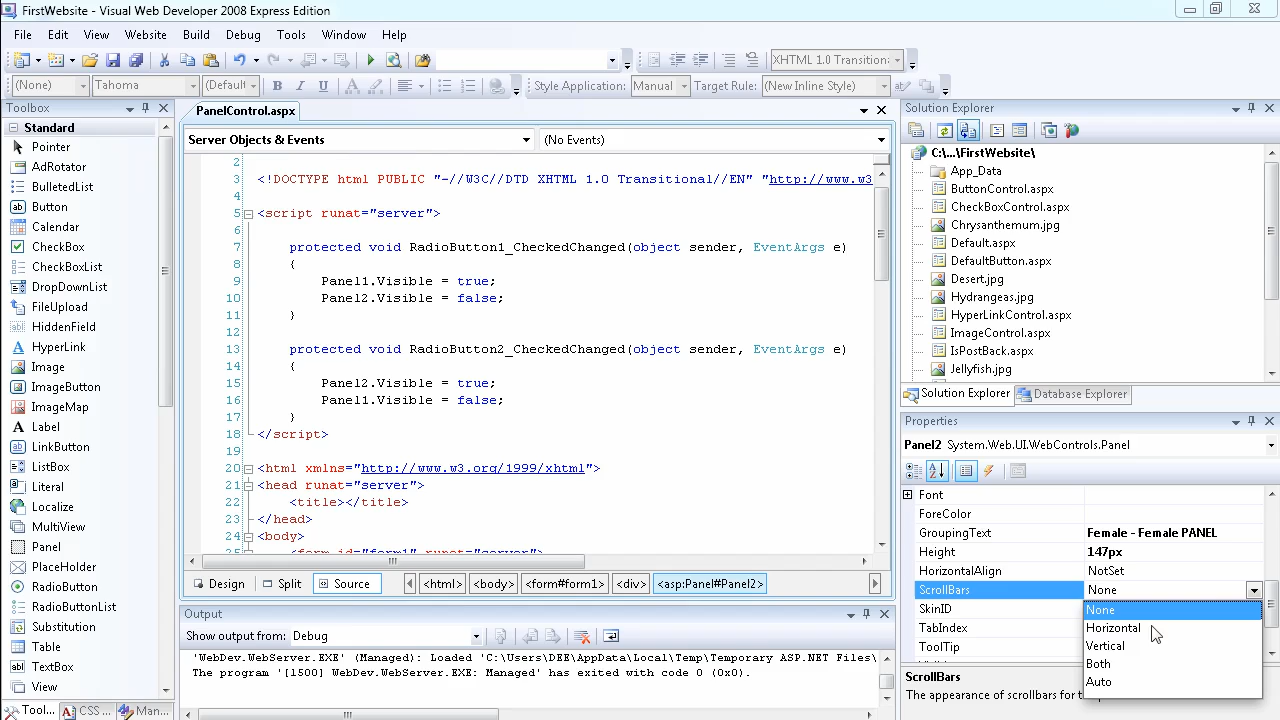 FirstWebsite - Visual Web Developer 2008 Express Edition
File Edit View Website Build Debug Tools Window Help
XHTML 1.0 Transition:
(None) Tahoma (Default B I U A Style Application: Manual Target Rule: (New Inline Style)
Toolbox
Standard
Pointer
AdRotator
BulletedList
Button
Calendar
CheckBox
CheckBoxList
DropDownList
FileUpload
HiddenField
HyperLink
Image
ImageButton
ImageMap
Label
LinkButton
ListBox
Literal
Localize
MultiView
Panel
PlaceHolder
RadioButton
RadioButtonList
Substitution
Table
TextBox
View
Tool... CSS ... Man...
PanelControl.aspx
Server Objects & Events (No Events)
2
3 <!DOCTYPE html PUBLIC "-//W3C//DTD XHTML 1.0 Transitional//EN" "http://www.w3
4
5 <script runat="server">
6
7 protected void RadioButton1_CheckedChanged(object sender, EventArgs e)
8 {
9 Panel1.Visible = true;
10 Panel2.Visible = false;
11 }
12
13 protected void RadioButton2_CheckedChanged(object sender, EventArgs e)
14 {
15 Panel2.Visible = true;
16 Panel1.Visible = false;
17 }
18 </script>
19
20 <html xmlns="http://www.w3.org/1999/xhtml">
21 <head runat="server">
22 <title></title>
23 </head>
24 <body>
25 <form id="form1" runat="server">
Design Split Source <html> <body> <form#form1> <div> <asp:Panel#Panel2>
Output
Show output from: Debug
'WebDev.WebServer.EXE' (Managed): Loaded 'C:\Users\DEE\AppData\Local\Temp\Temporary ASP.NET Files\
The program '[1500] WebDev.WebServer.EXE: Managed' has exited with code 0 (0x0).
Solution Explorer
C:\...\FirstWebsite\
App_Data
ButtonControl.aspx
CheckBoxControl.aspx
Chrysanthemum.jpg
Default.aspx
DefaultButton.aspx
Desert.jpg
Hydrangeas.jpg
HyperLinkControl.aspx
ImageControl.aspx
IsPostBack.aspx
Jellyfish.jpg
Solution Explorer Database Explorer
Properties
Panel2 System.Web.UI.WebControls.Panel
Font
ForeColor
GroupingText Female - Female PANEL
Height 147px
HorizontalAlign NotSet
ScrollBars None
SkinID
TabIndex
ToolTip
None
Horizontal
Vertical
Both
Auto
ScrollBars
The appearance of scrollbars for t